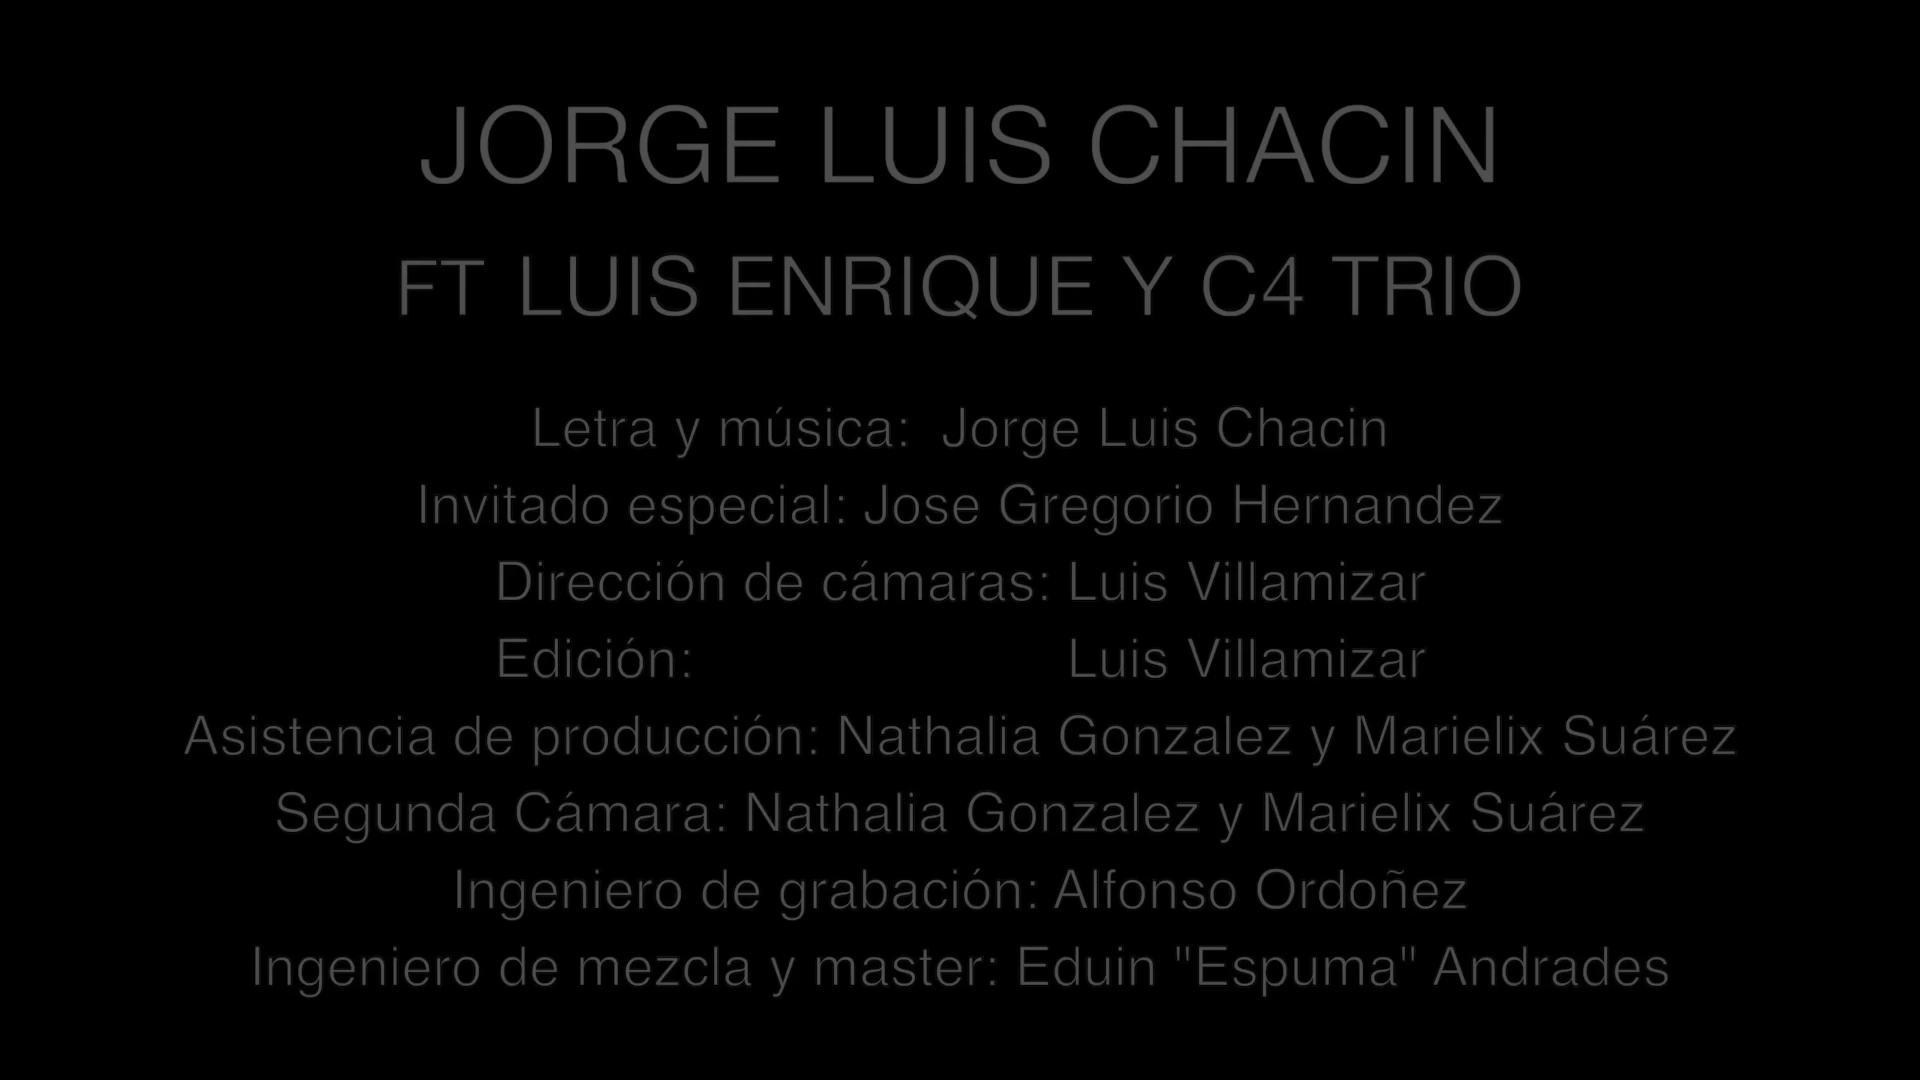 JORGE LUIS CHACIN
FT LUIS ENRIQUE Y C4 TRIO
Letra y música: Jorge Luis Chacin
Invitado especial: Jose Gregorio Hernandez
Dirección de cámaras: Luis Villamizar
Edición: Luis Villamizar
Asistencia de producción: Nathalia Gonzalez y Marielix Suárez
Segunda Cámara: Nathalia Gonzalez y Marielix Suárez
Ingeniero de grabación: Alfonso Ordoñez
Ingeniero de mezcla y master: Eduin "Espuma" Andrades